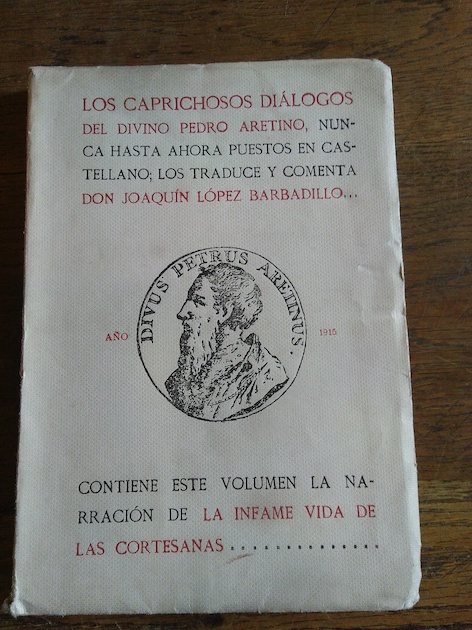 LOS CAPRICHOSOS DIÁLOGOS
DEL DIVINO PEDRO ARETINO, NUN-
CA HASTA AHORA PUESTOS EN CAS-
TELLANO; LOS TRADUCE Y COMENTA
DON JOAQUÍN LÓPEZ BARBADILLO...
DIVUS PETRUS ARETINUS.
AÑO 1915
CONTIENE ESTE VOLUMEN LA NA-
RRACIÓN DE LA INFAME VIDA DE
LAS CORTESANAS...............